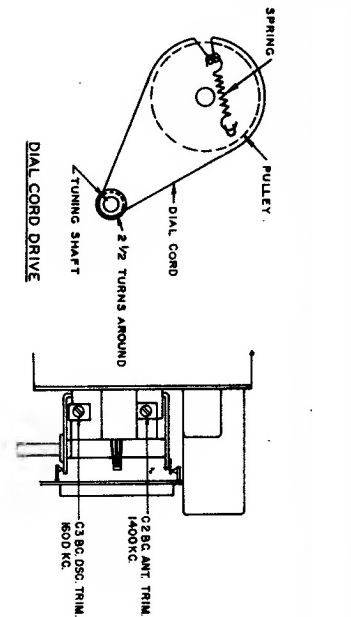 SPRING
PULLEY.
DIAL CORD
2 1/2 TURNS AROUND
TUNING SHAFT
DIAL CORD DRIVE
C2 BC. ANT. TRIM.
1400 KC.
C3 BC. OSC. TRIM.
1600 KC.